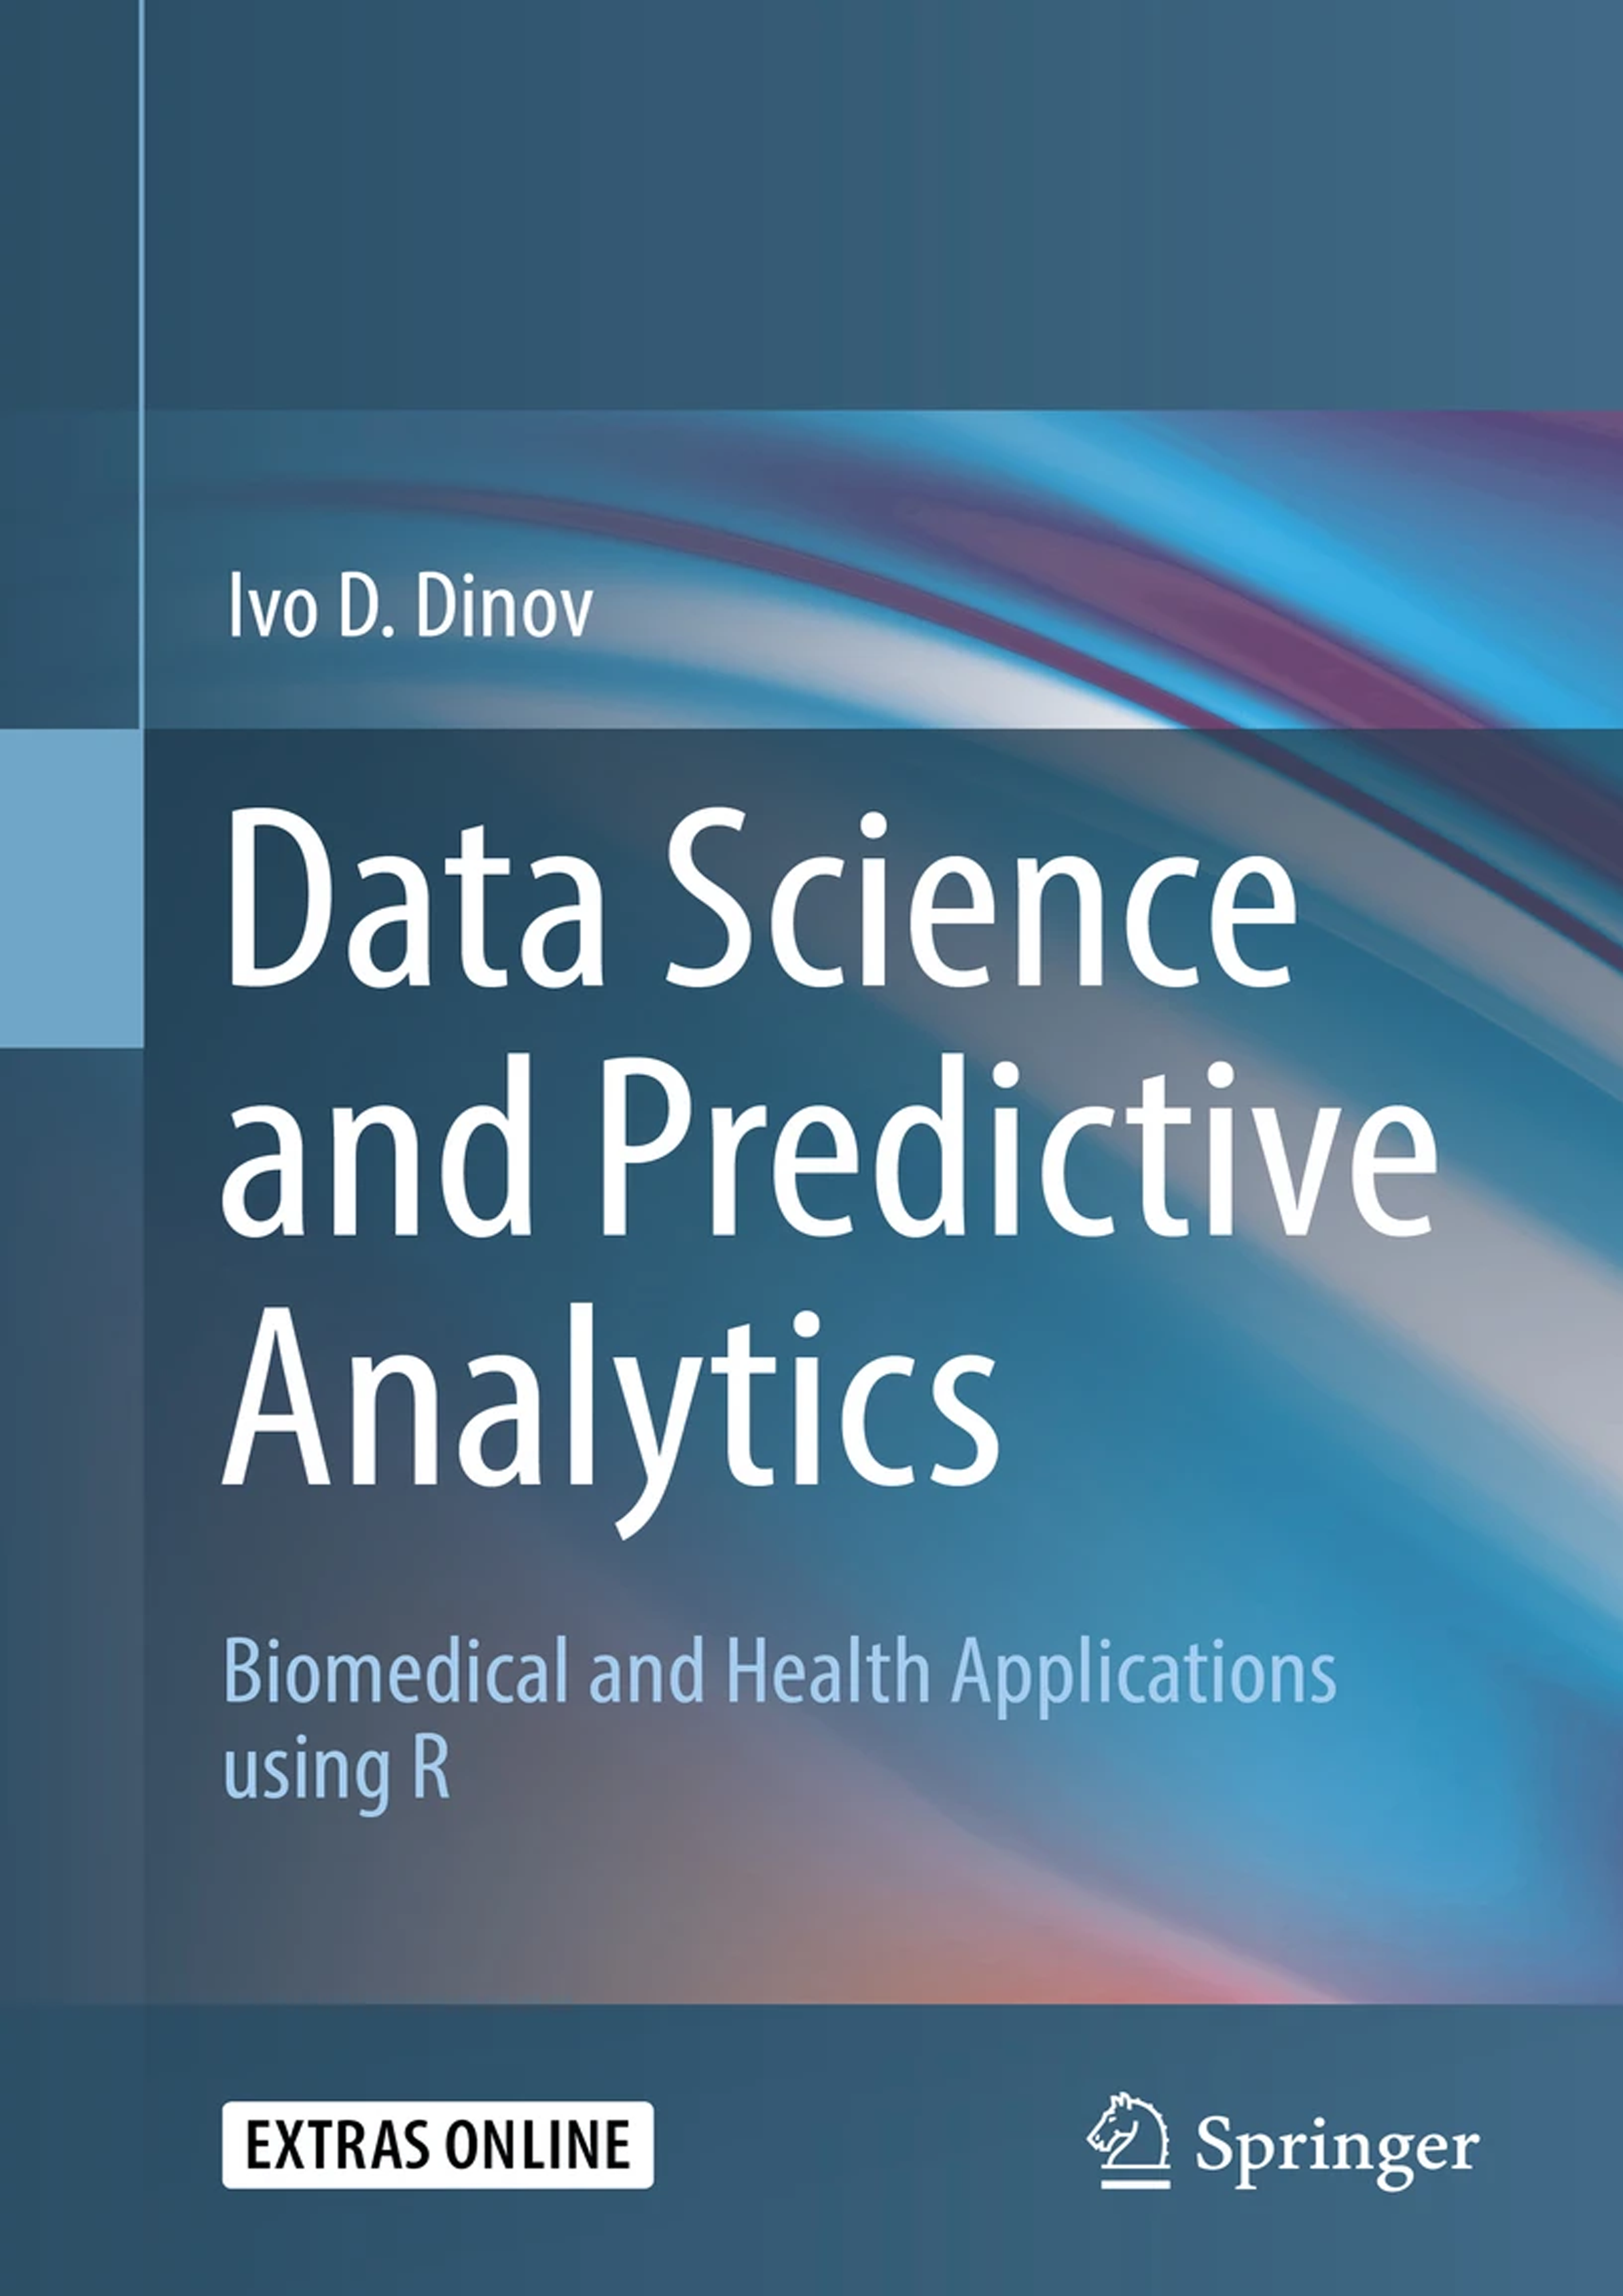 Ivo D. Dinov
Data Science
and Predictive
Analytics
Biomedical and Health Applications
using R
EXTRAS ONLINE
Springer